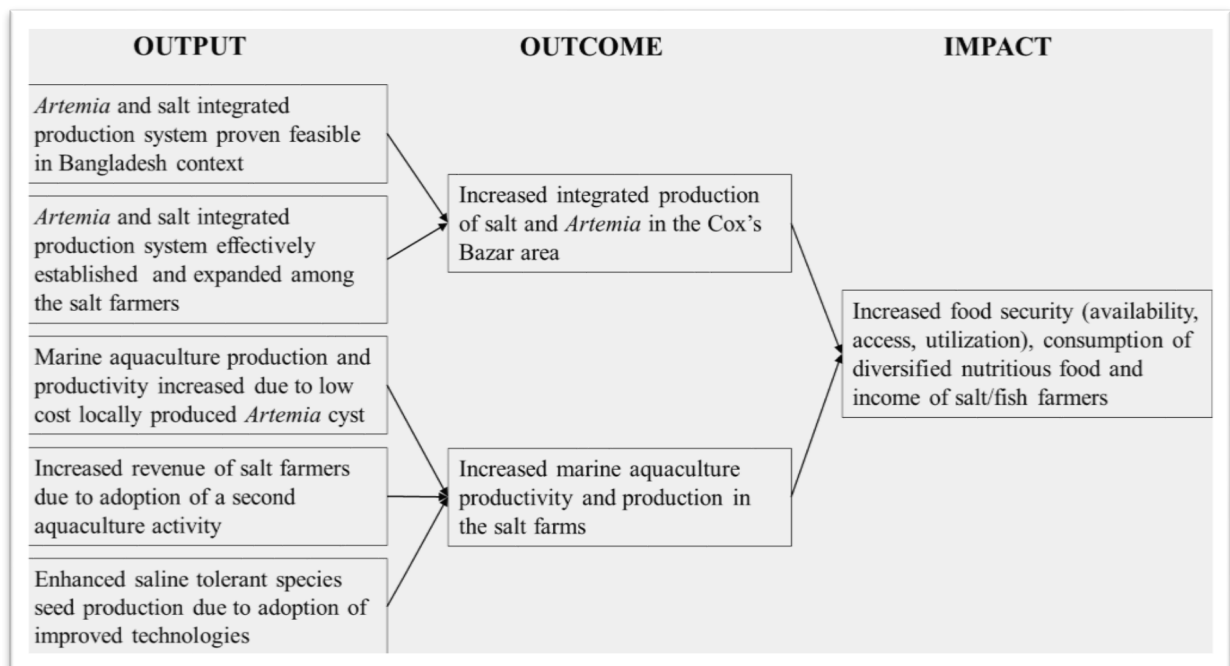 OUTPUT
OUTCOME
IMPACT
Artemia and salt integrated
production system proven feasible
in Bangladesh context
Artemia and salt integrated
production system effectively
established and expanded among
the salt farmers
Marine aquaculture production and
productivity increased due to low
cost locally produced Artemia cyst
Increased revenue of salt farmers
due to adoption of a second
aquaculture activity
Enhanced saline tolerant species
seed production due to adoption of
improved technologies
Increased integrated production
of salt and Artemia in the Cox's
Bazar area
Increased marine aquaculture
productivity and production in
the salt farms
Increased food security (availability,
access, utilization), consumption of
diversified nutritious food and
income of salt/fish farmers